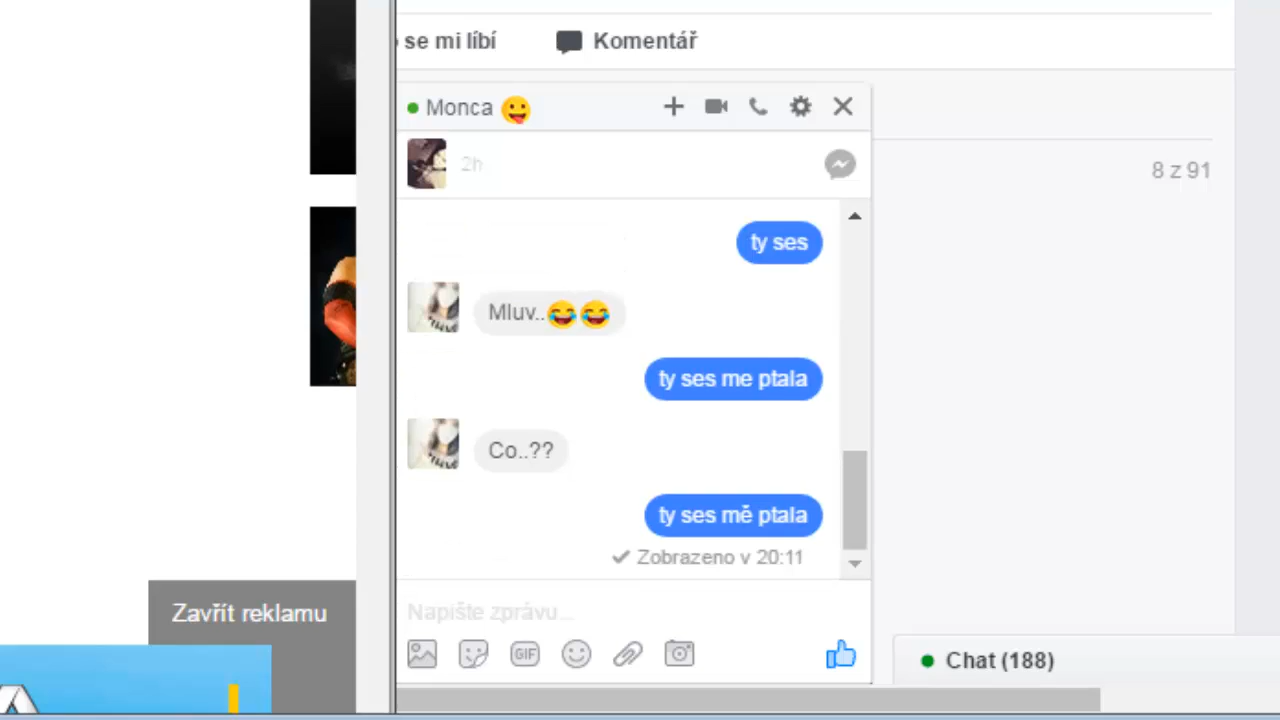 se mi líbí
Komentář
Monca
2h
8 z 91
ty ses
Mluv..😂😂
ty ses me ptala
Co..??
ty ses mě ptala
Zobrazeno v 20:11
Zavřít reklamu
Napište zprávu...
GIF
Chat (188)